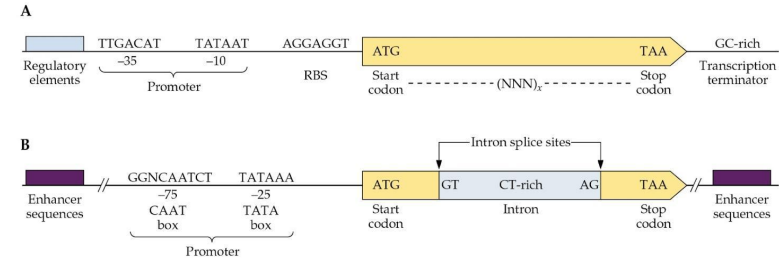 A
TTGACAT TATAAT AGGAGGT ATG TAA GC-rich
Regulatory elements –35 –10 RBS Start codon (NNN)x Stop codon Transcription terminator
Promoter
B
Intron splice sites
GGNCAATCT TATAAA ATG GT CT-rich AG TAA
Enhancer sequences –75 –25 Start codon Intron Stop codon Enhancer sequences
CAAT box TATA box
Promoter